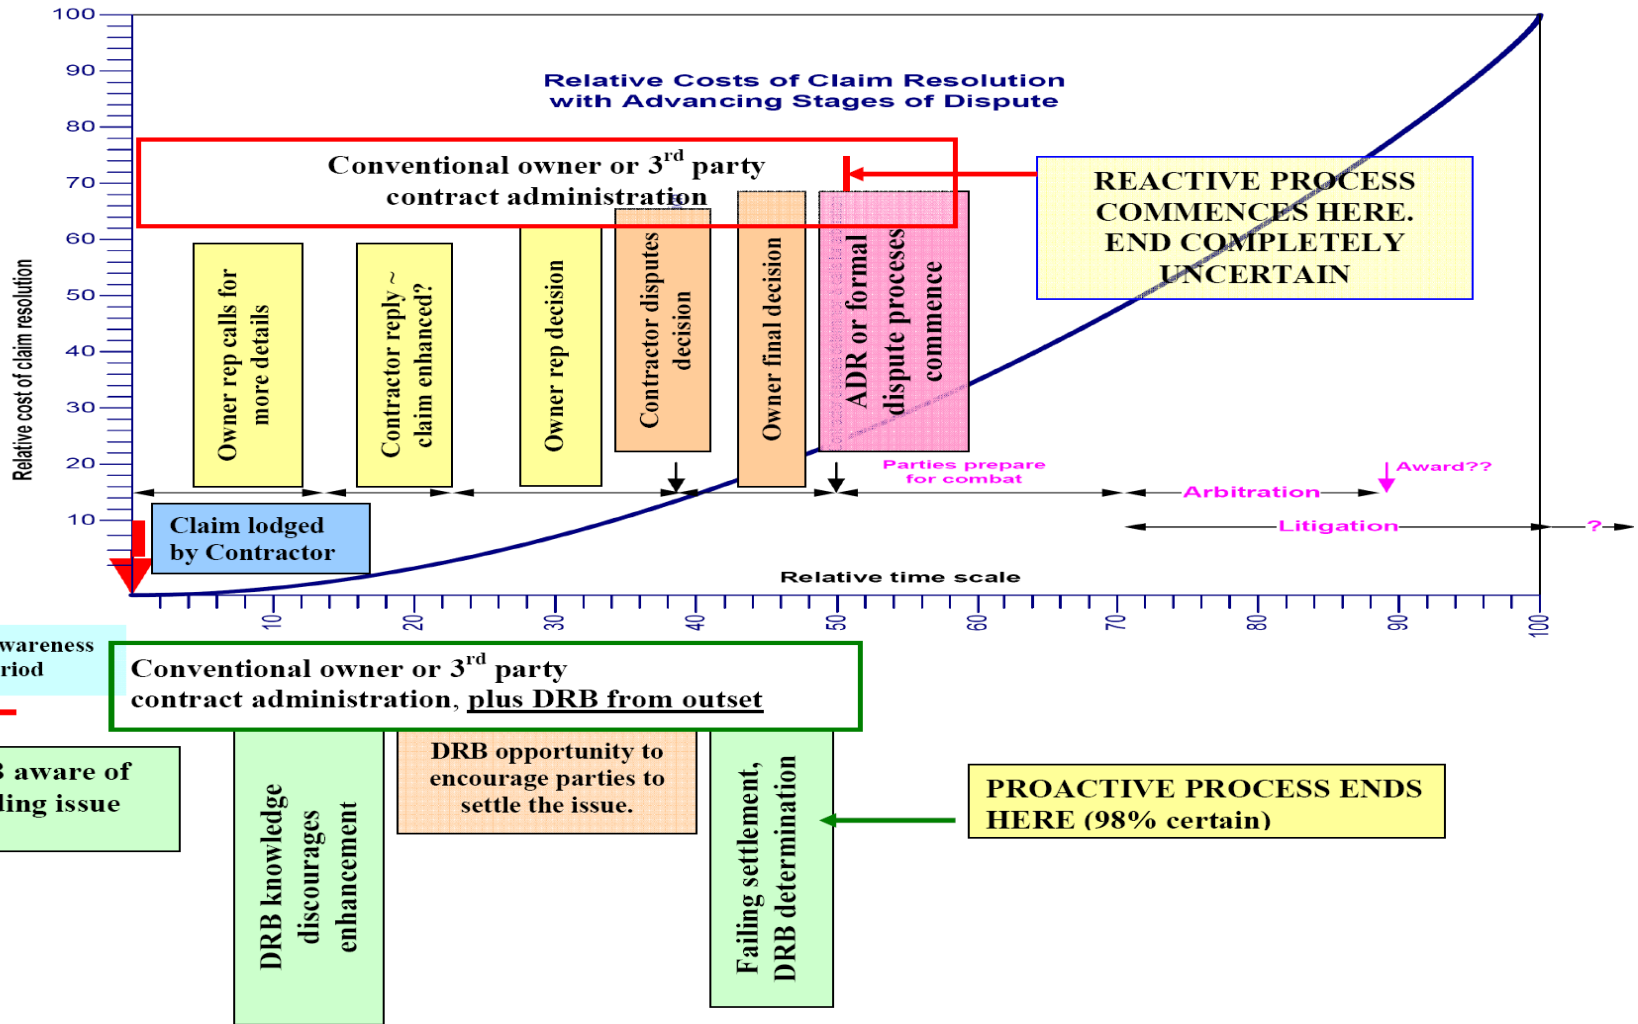 Relative Costs of Claim Resolution
with Advancing Stages of Dispute
Relative cost of claim resolution
100
90
80
70
60
50
40
30
20
10
Conventional owner or 3rd party
contract administration
REACTIVE PROCESS
COMMENCES HERE.
END COMPLETELY
UNCERTAIN
Owner rep calls for
more details
Contractor reply ~
claim enhanced?
Owner rep decision
Contractor disputes
decision
Owner final decision
ADR or formal
dispute processes
commence
Parties prepare
for combat
Award??
Arbitration
Litigation
?
Claim lodged
by Contractor
Relative time scale
10
20
30
40
50
60
70
80
90
100
wareness
riod
Conventional owner or 3rd party
contract administration, plus DRB from outset
aware of
ding issue
DRB knowledge
discourages
enhancement
DRB opportunity to
encourage parties to
settle the issue.
Failing settlement,
DRB determination
PROACTIVE PROCESS ENDS
HERE (98% certain)